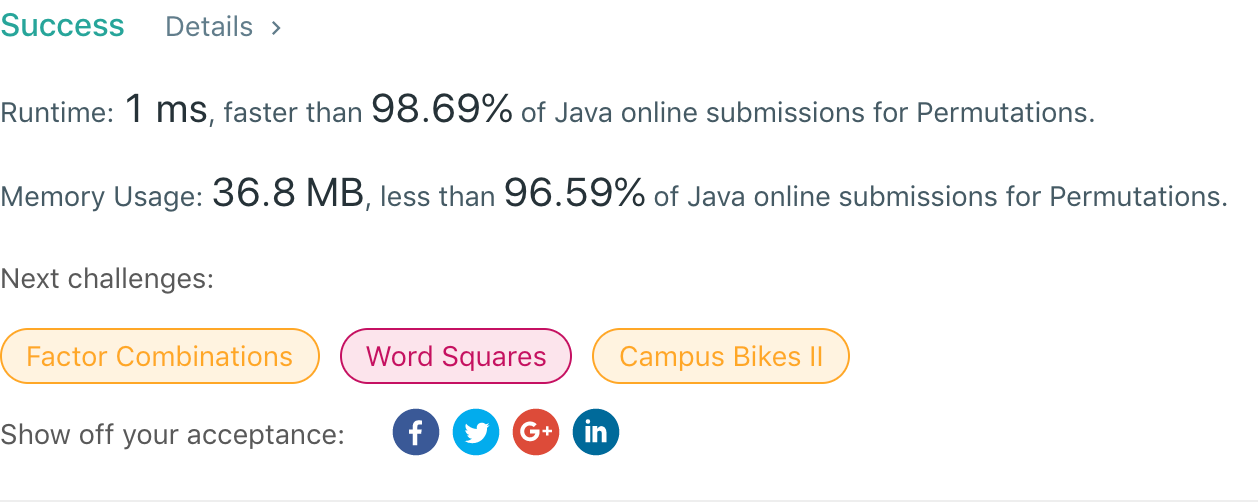 Success Details >
Runtime: 1 ms, faster than 98.69% of Java online submissions for Permutations.
Memory Usage: 36.8 MB, less than 96.59% of Java online submissions for Permutations.
Next challenges:
Factor Combinations Word Squares Campus Bikes II
Show off your acceptance: f G+ in